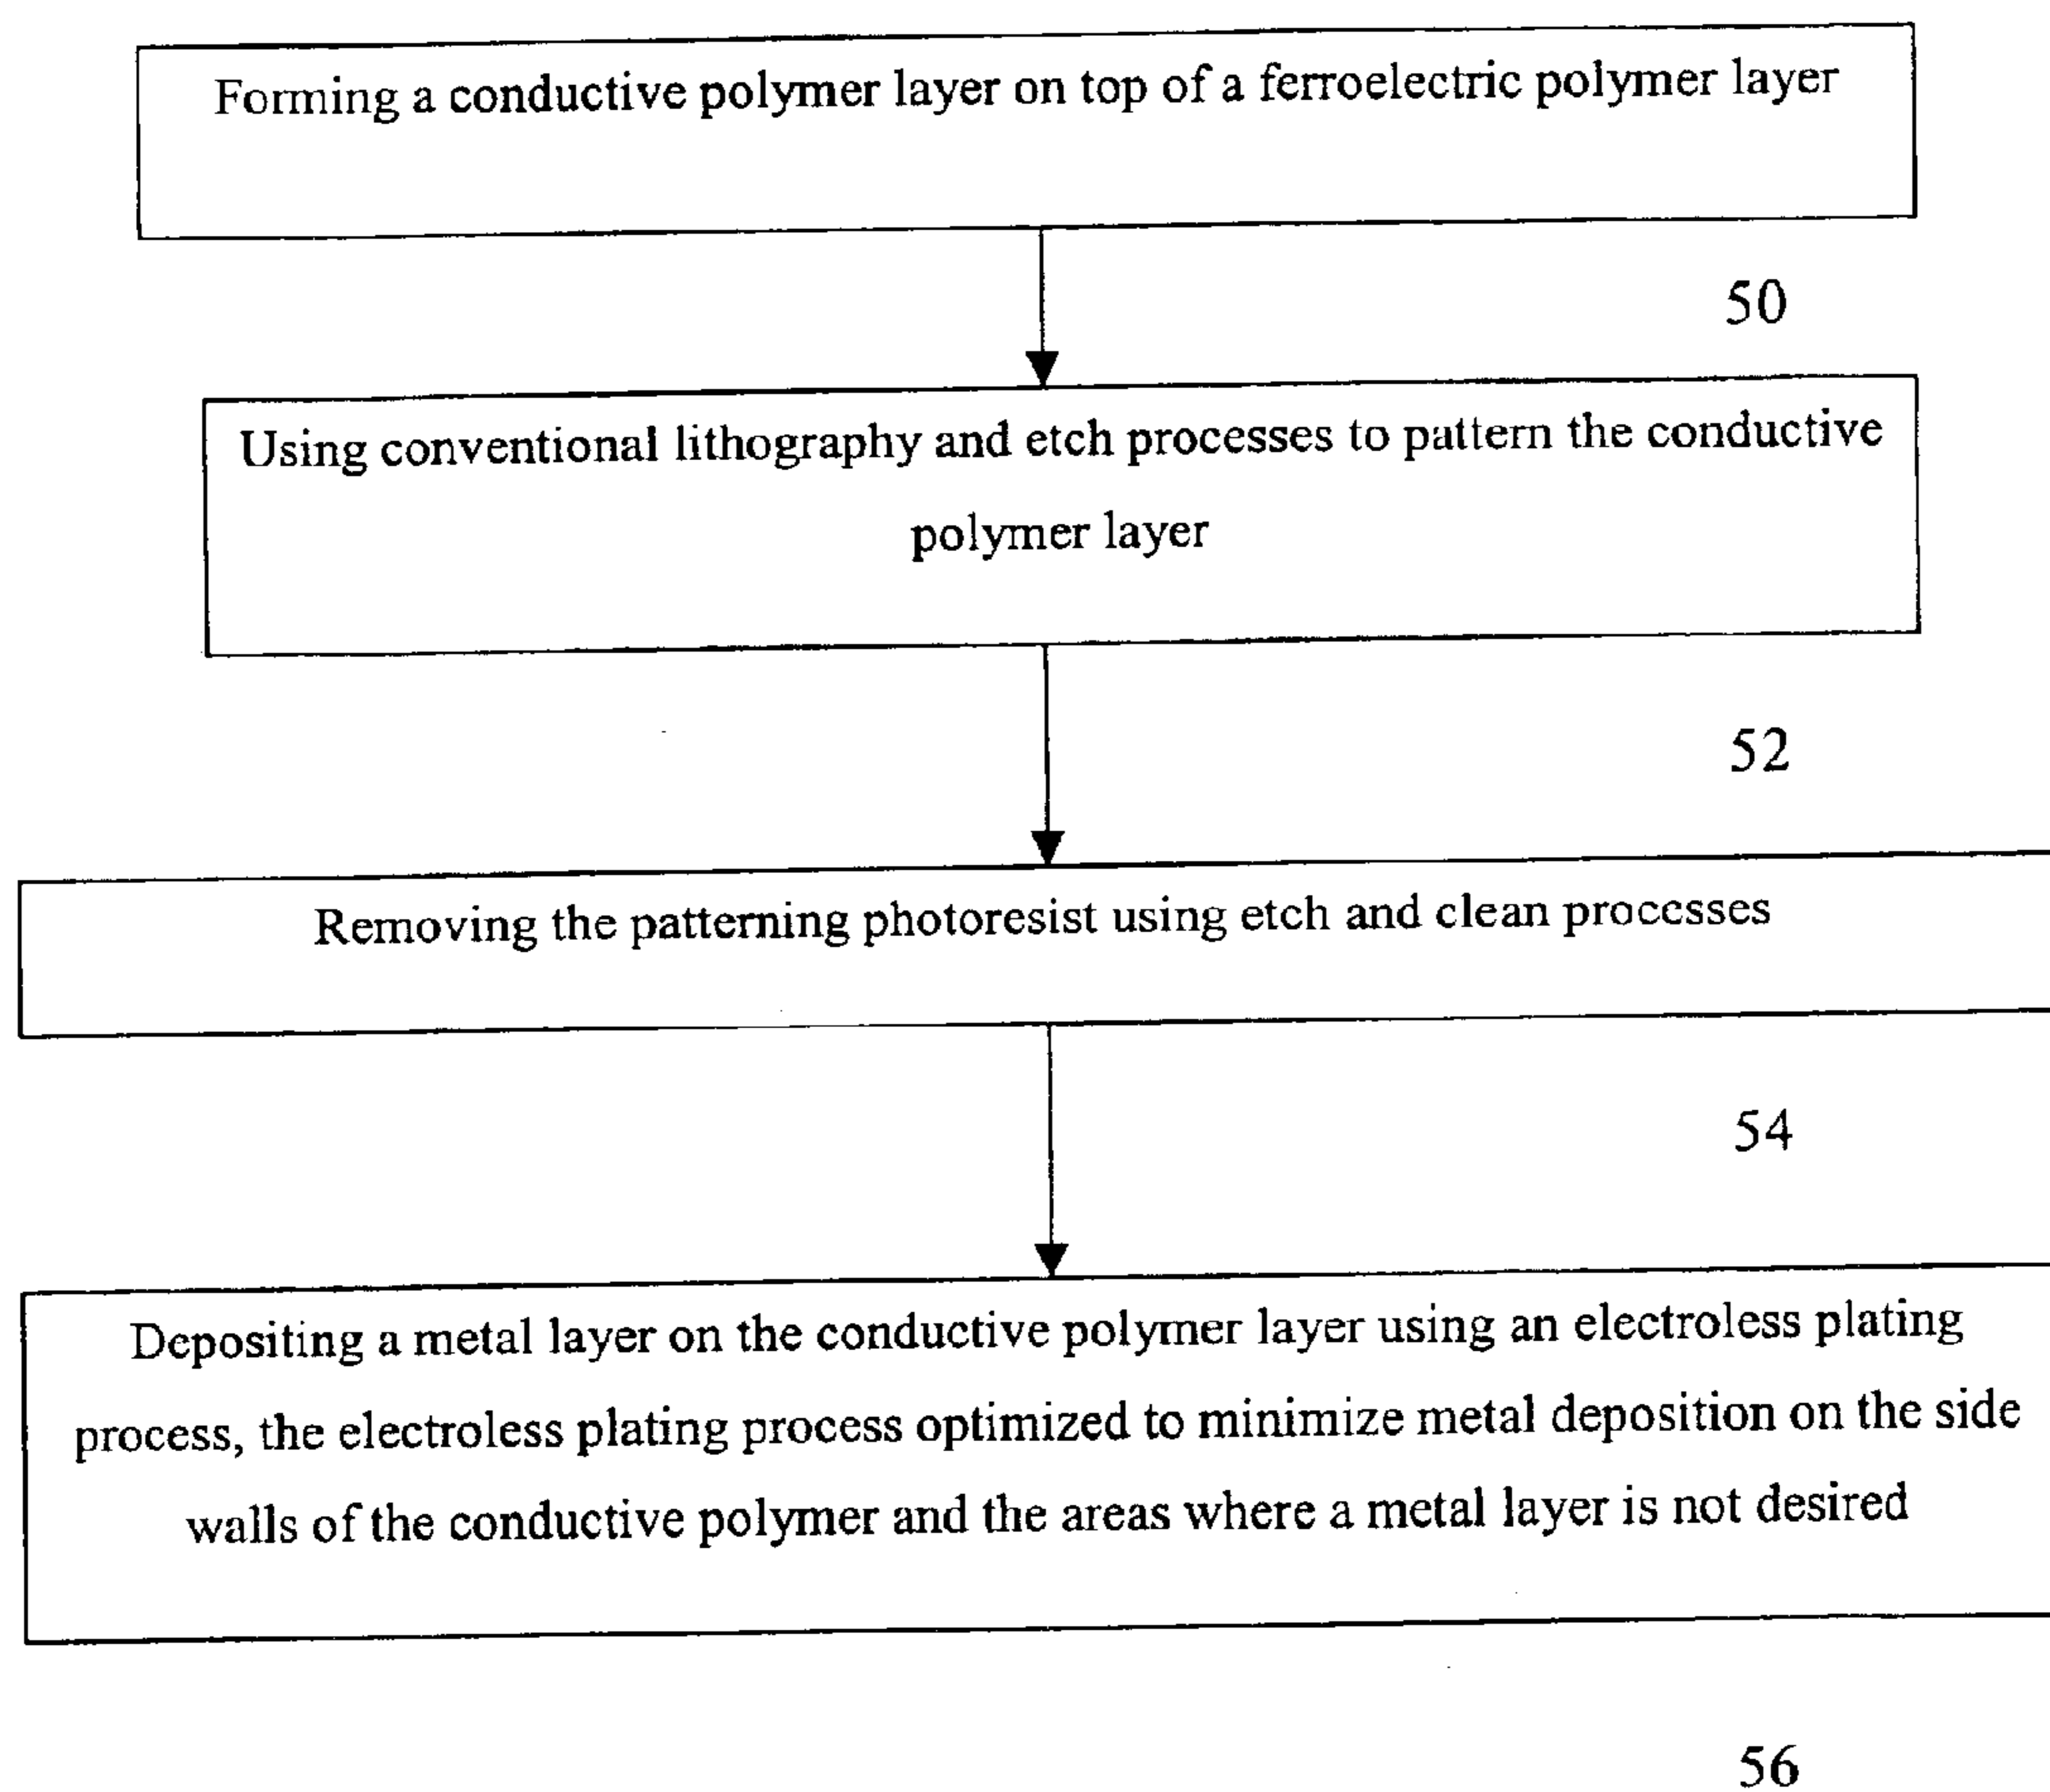 Forming a conductive polymer layer on top of a ferroelectric polymer layer
50
Using conventional lithography and etch processes to pattern the conductive
polymer layer
52
Removing the patterning photoresist using etch and clean processes
54
Depositing a metal layer on the conductive polymer layer using an electroless plating
process, the electroless plating process optimized to minimize metal deposition on the side
walls of the conductive polymer and the areas where a metal layer is not desired
56